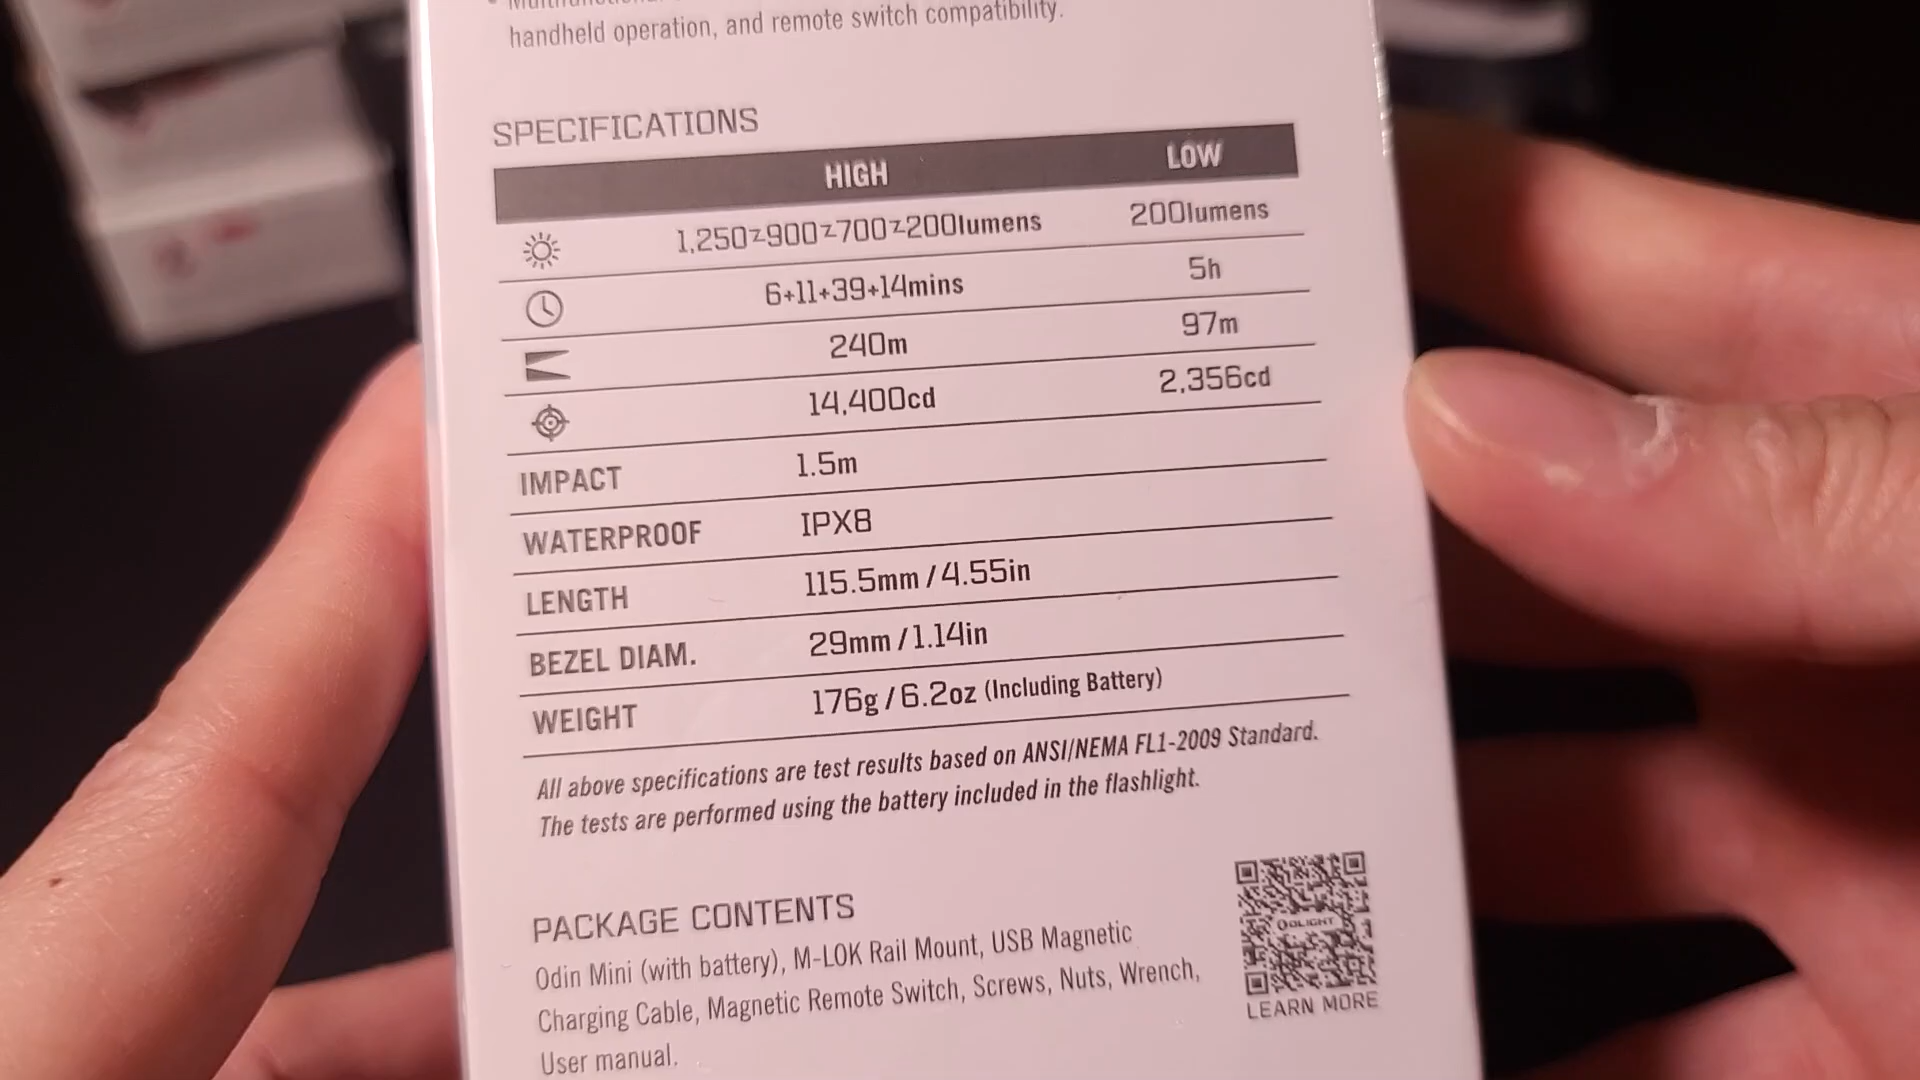 handheld operation, and remote switch compatibility.
SPECIFICATIONS
HIGH LOW
1,250z900z700z200lumens 200lumens
6+11+39+14mins 5h
240m 97m
14,400cd 2,356cd
IMPACT 1.5m
WATERPROOF IPX8
LENGTH 115.5mm / 4.55in
BEZEL DIAM. 29mm / 1.14in
WEIGHT 176g / 6.2oz (Including Battery)
All above specifications are test results based on ANSI/NEMA FL1-2009 Standard.
The tests are performed using the battery included in the flashlight.
PACKAGE CONTENTS
Odin Mini (with battery), M-LOK Rail Mount, USB Magnetic
Charging Cable, Magnetic Remote Switch, Screws, Nuts, Wrench,
User manual.
OLIGHT
LEARN MORE